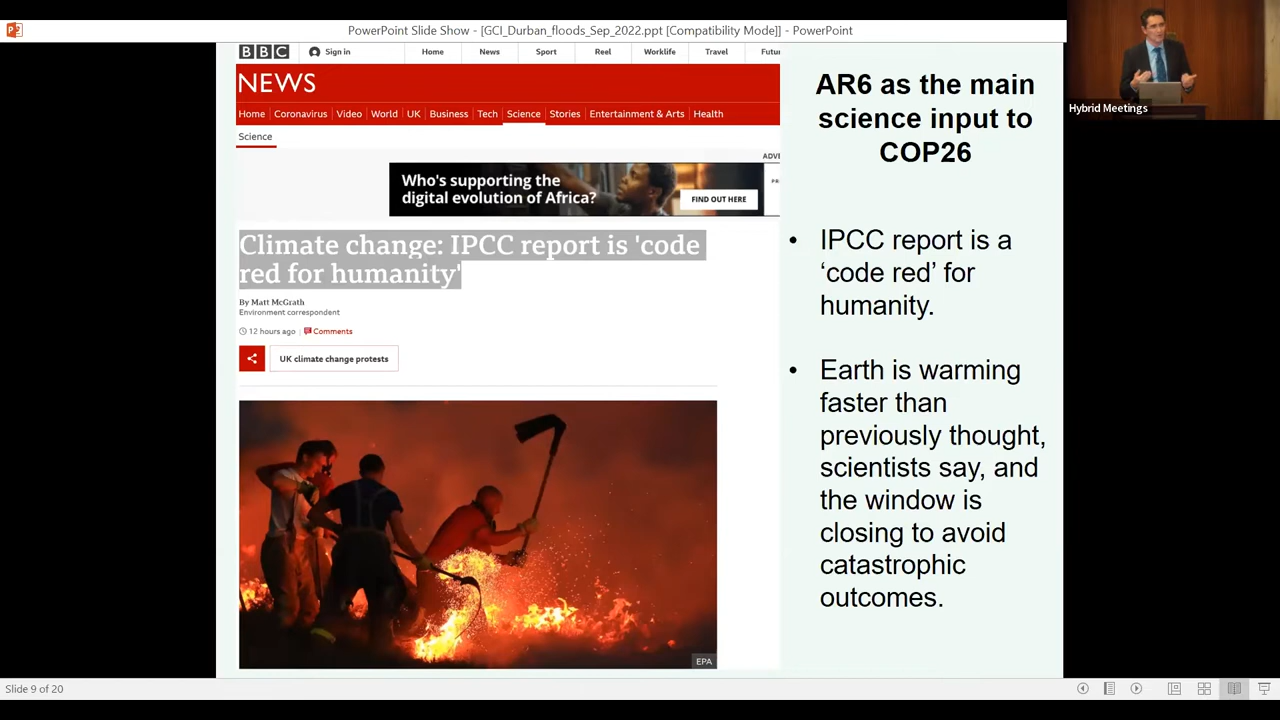 PowerPoint Slide Show - [GCI_Durban_floods_Sep_2022.ppt [Compatibility Mode]] - PowerPoint
Hybrid Meetings
BBC Sign in Home News Sport Reel Worklife Travel Futu
NEWS
Home Coronavirus Video World UK Business Tech Science Stories Entertainment & Arts Health
Science
ADVE
Who's supporting the
digital evolution of Africa?
FIND OUT HERE
Climate change: IPCC report is 'code
red for humanity'
By Matt McGrath
Environment correspondent
12 hours ago Comments
UK climate change protests
EPA
AR6 as the main
science input to
COP26
• IPCC report is a
‘code red’ for
humanity.
• Earth is warming
faster than
previously thought,
scientists say, and
the window is
closing to avoid
catastrophic
outcomes.
Slide 9 of 20